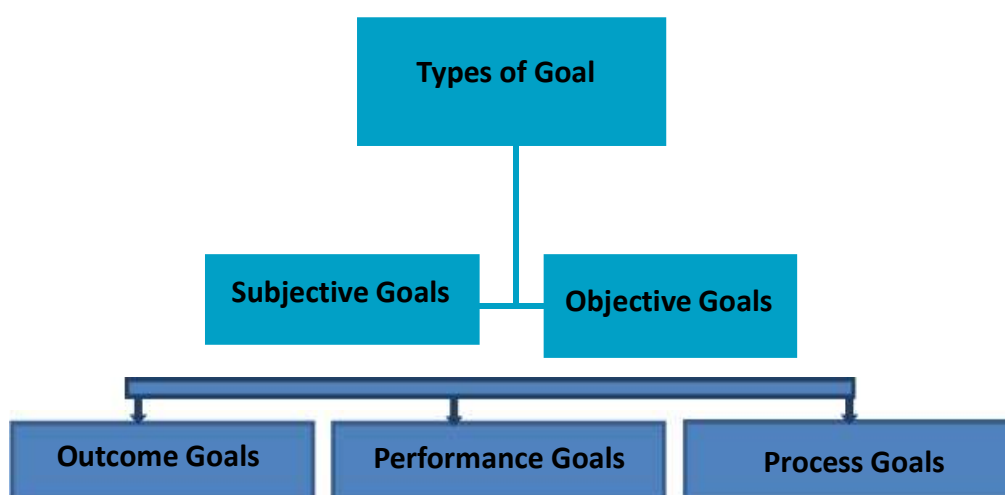 Types of Goal
Subjective Goals
Objective Goals
Outcome Goals
Performance Goals
Process Goals